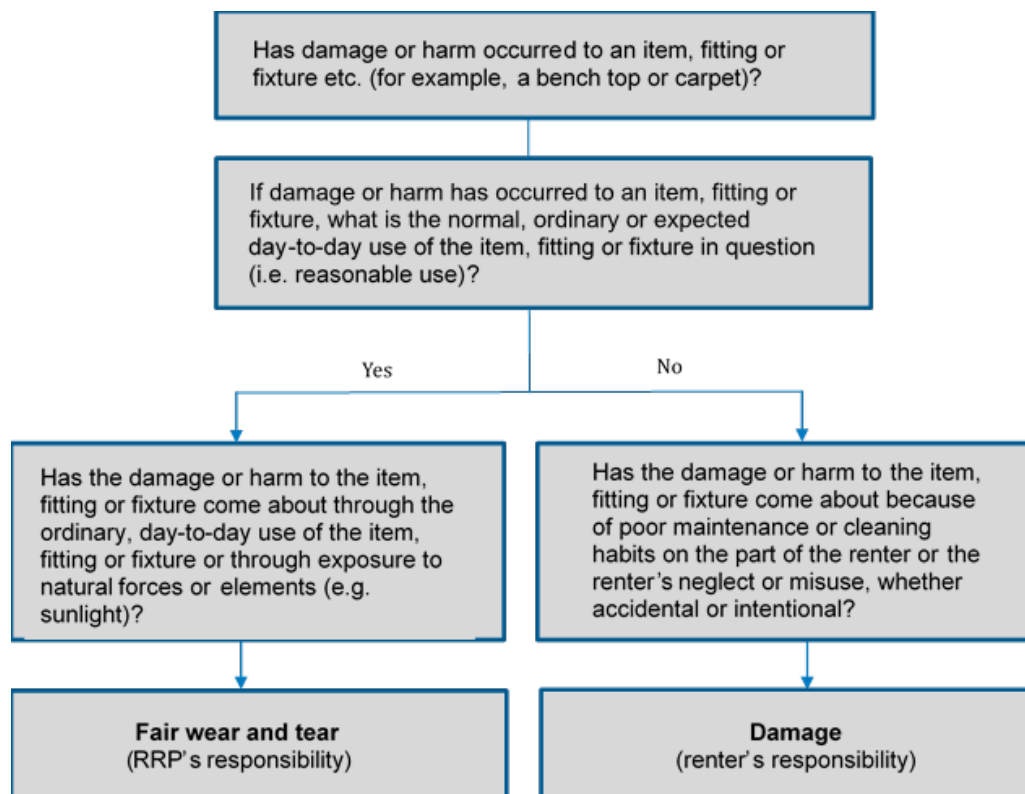 Has damage or harm occurred to an item, fitting or
fixture etc. (for example, a bench top or carpet)?
If damage or harm has occurred to an item, fitting or
fixture, what is the normal, ordinary or expected
day-to-day use of the item, fitting or fixture in question
(i.e. reasonable use)?
Yes
No
Has the damage or harm to the item,
fitting or fixture come about through the
ordinary, day-to-day use of the item,
fitting or fixture or through exposure to
natural forces or elements (e.g.
sunlight)?
Has the damage or harm to the item,
fitting or fixture come about because
of poor maintenance or cleaning
habits on the part of the renter or the
renter's neglect or misuse, whether
accidental or intentional?
Fair wear and tear
(RRP's responsibility)
Damage
(renter's responsibility)